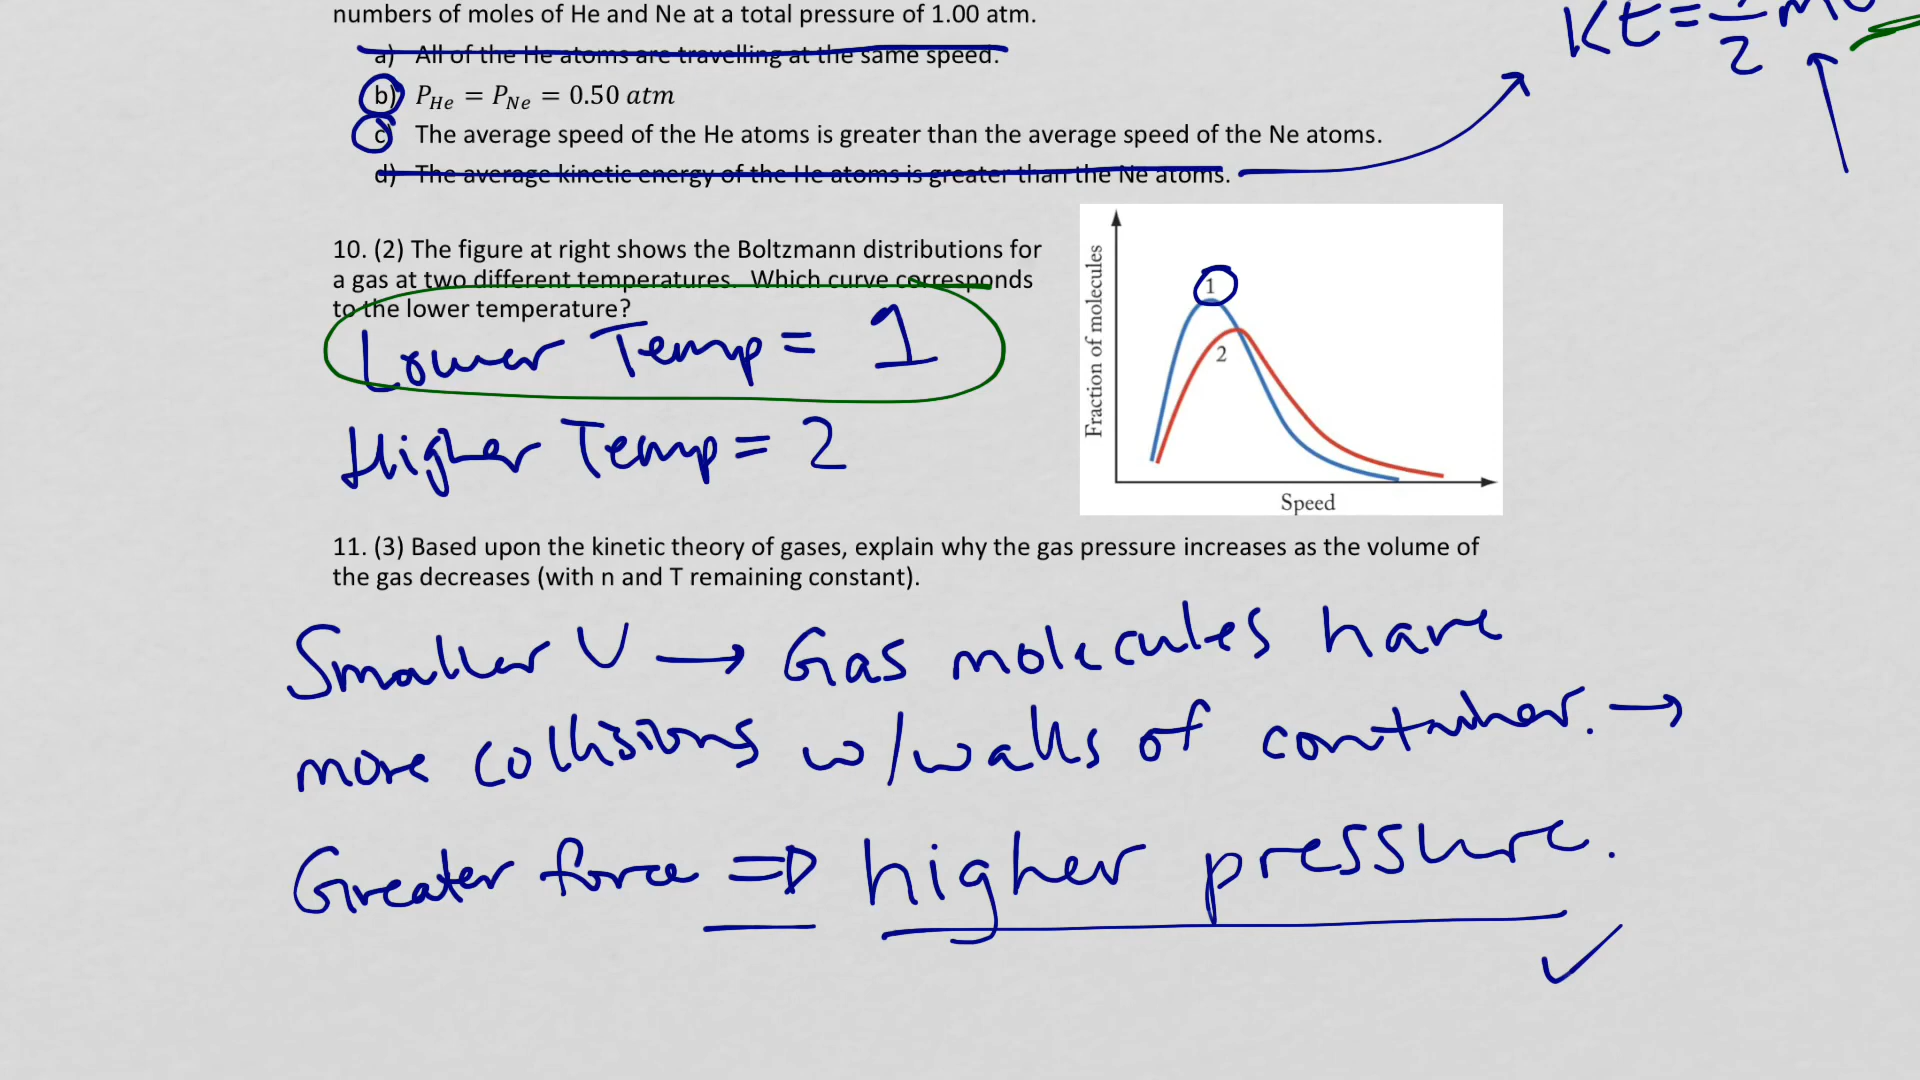 numbers of moles of He and Ne at a total pressure of 1.00 atm.
KE = 1/2 m
a) All of the He atoms are travelling at the same speed.
b) P_He = P_Ne = 0.50 atm
c) The average speed of the He atoms is greater than the average speed of the Ne atoms.
d) The average kinetic energy of the He atoms is greater than the Ne atoms.
10. (2) The figure at right shows the Boltzmann distributions for
a gas at two different temperatures. Which curve corresponds
to the lower temperature?
Lower Temp = 1
Higher Temp = 2
Fraction of molecules
1
2
Speed
11. (3) Based upon the kinetic theory of gases, explain why the gas pressure increases as the volume of
the gas decreases (with n and T remaining constant).
Smaller V → Gas molecules have
more collisions w/walls of container. →
Greater force ⇒ higher pressure.